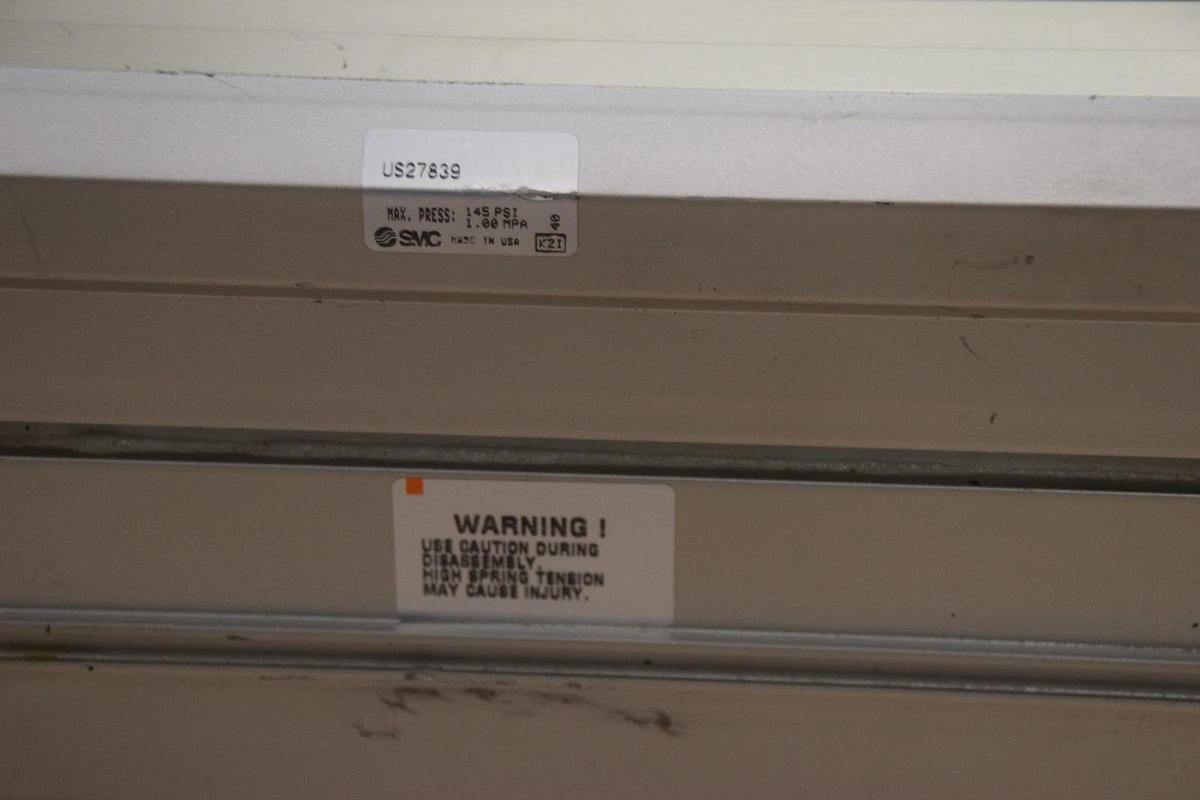 US27839
MAX. PRESS: 145 PSI
1.00 MPA
40
SMC MADE IN USA K2I
WARNING !
USE CAUTION DURING
DISASSEMBLY.
HIGH SPRING TENSION
MAY CAUSE INJURY.